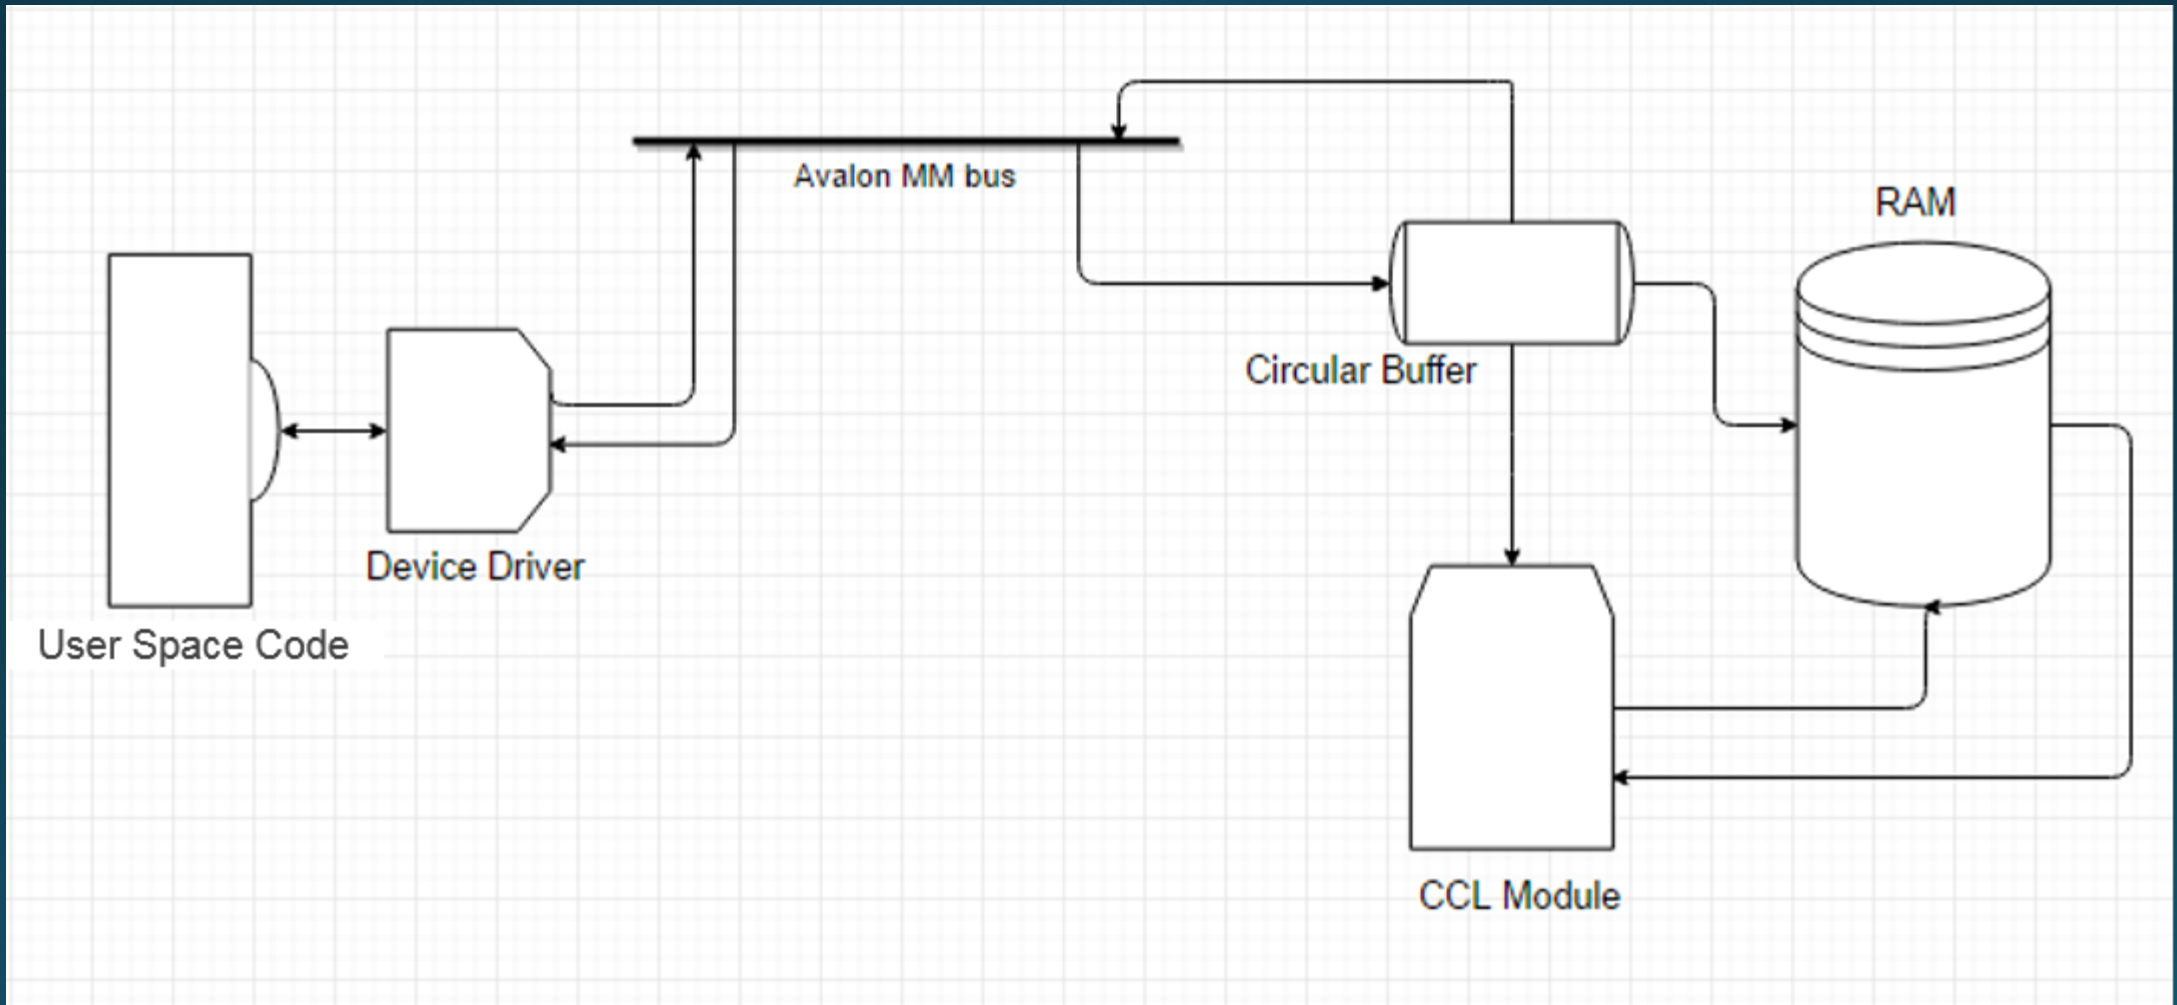 Avalon MM bus
RAM
Circular Buffer
Device Driver
User Space Code
CCL Module